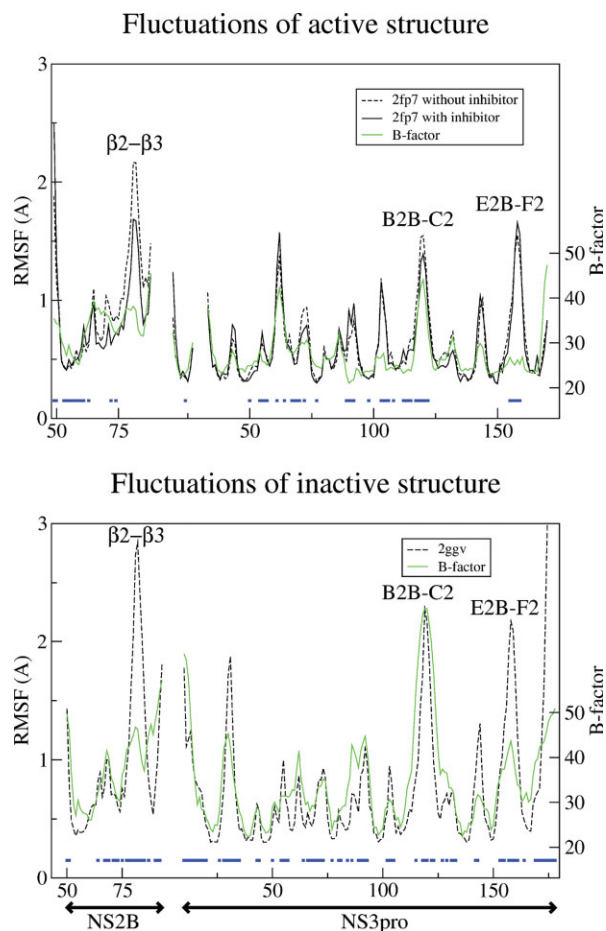 Fluctuations of active structure
3
2
1
0
RMSF (A)
β2–β3
2fp7 without inhibitor
2fp7 with inhibitor
B-factor
B2B-C2
E2B-F2
50
40
30
20
B-factor
50 75 50 100 150
Fluctuations of inactive structure
3
2
1
0
RMSF (A)
β2–β3
2ggv
B-factor
B2B-C2
E2B-F2
50
40
30
20
B-factor
50 75 50 100 150
NS2B NS3pro